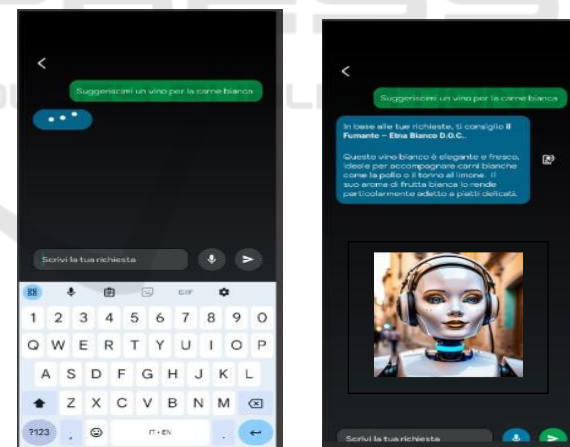 Suggeriscimi un vino per la carne bianca
Scrivi la tua richiesta
GIF
1 2 3 4 5 6 7 8 9 0
Q W E R T Y U I O P
A S D F G H J K L
Z X C V B N M
?123 , IT • EN .
Suggeriscimi un vino per la carne bianca
In base alle tue richieste, ti consiglio Il
Fumante – Etna Bianco D.O.C..
Questo vino bianco è elegante e fresco,
ideale per accompagnare carni bianche
come la pollo o il tonno al limone. Il
suo aroma di frutta bianca lo rende
particolarmente adatto a piatti delicati.
Scrivi la tua richiesta